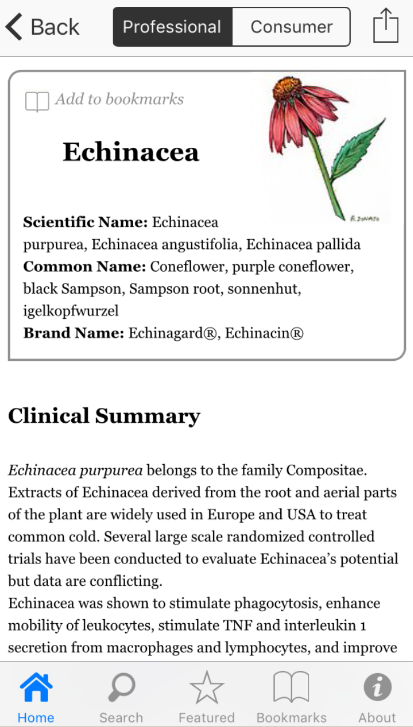 Back
Professional
Consumer
Add to bookmarks
Echinacea
Scientific Name: Echinacea
purpurea, Echinacea angustifolia, Echinacea pallida
Common Name: Coneflower, purple coneflower,
black Sampson, Sampson root, sonnenhut,
igelkopfwurzel
Brand Name: Echinagard®, Echinacin®
Clinical Summary
Echinacea purpurea belongs to the family Compositae.
Extracts of Echinacea derived from the root and aerial parts
of the plant are widely used in Europe and USA to treat
common cold. Several large scale randomized controlled
trials have been conducted to evaluate Echinacea's potential
but data are conflicting.
Echinacea was shown to stimulate phagocytosis, enhance
mobility of leukocytes, stimulate TNF and interleukin 1
secretion from macrophages and lymphocytes, and improve
Home
Search
Featured
Bookmarks
About